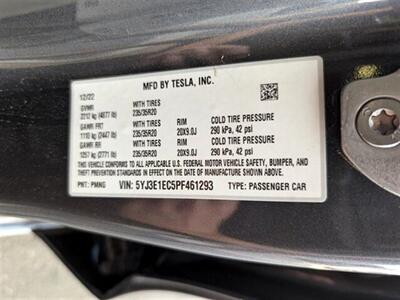 MFD BY TESLA, INC.
12/22
GVWR
2212 kg (4877 lb) WITH TIRES 235/35R20
GAWR FRT WITH TIRES RIM COLD TIRE PRESSURE
1110 kg (2447 lb) 235/35R20 20X9.0J 290 kPa, 42 psi
GAWR RR WITH TIRES RIM COLD TIRE PRESSURE
1257 kg (2771 lb) 235/35R20 20X9.0J 290 kPa, 42 psi
THIS VEHICLE CONFORMS TO ALL APPLICABLE U.S. FEDERAL MOTOR VEHICLE SAFETY, BUMPER, AND
THEFT PREVENTION STANDARDS IN EFFECT ON THE DATE OF MANUFACTURE SHOWN ABOVE.
PNT: PMNG VIN: 5YJ3E1EC5PF461293 TYPE: PASSENGER CAR